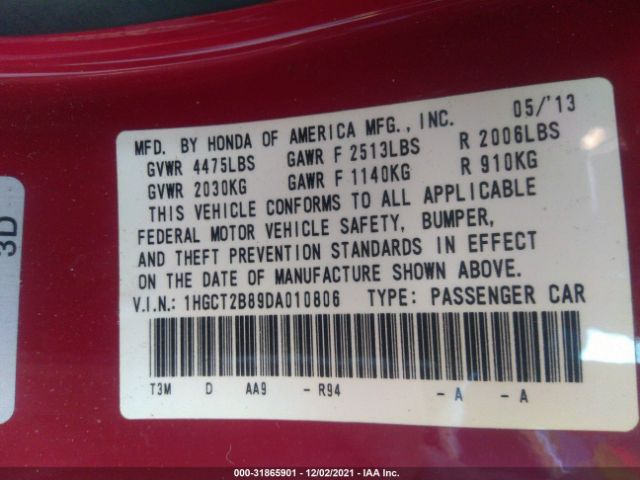 05/'13
MFD. BY HONDA OF AMERICA MFG., INC.
GVWR 4475LBS GAWR F 2513LBS R 2006LBS
GVWR 2030KG GAWR F 1140KG R 910KG
THIS VEHICLE CONFORMS TO ALL APPLICABLE
FEDERAL MOTOR VEHICLE SAFETY, BUMPER,
AND THEFT PREVENTION STANDARDS IN EFFECT
ON THE DATE OF MANUFACTURE SHOWN ABOVE.
V.I.N.: 1HGCT2B89DA010806 TYPE: PASSENGER CAR
T3M D AA9 - R94 - A - A
3D
000-31865901 - 12/02/2021 - IAA Inc.